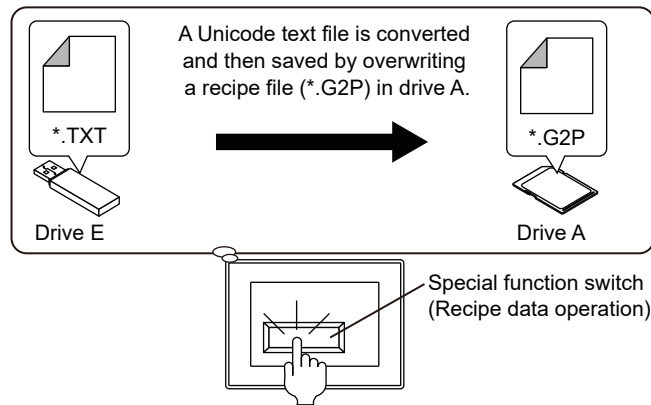 A Unicode text file is converted
and then saved by overwriting
a recipe file (*.G2P) in drive A.
*.TXT
*.G2P
Drive E
Drive A
Special function switch
(Recipe data operation)